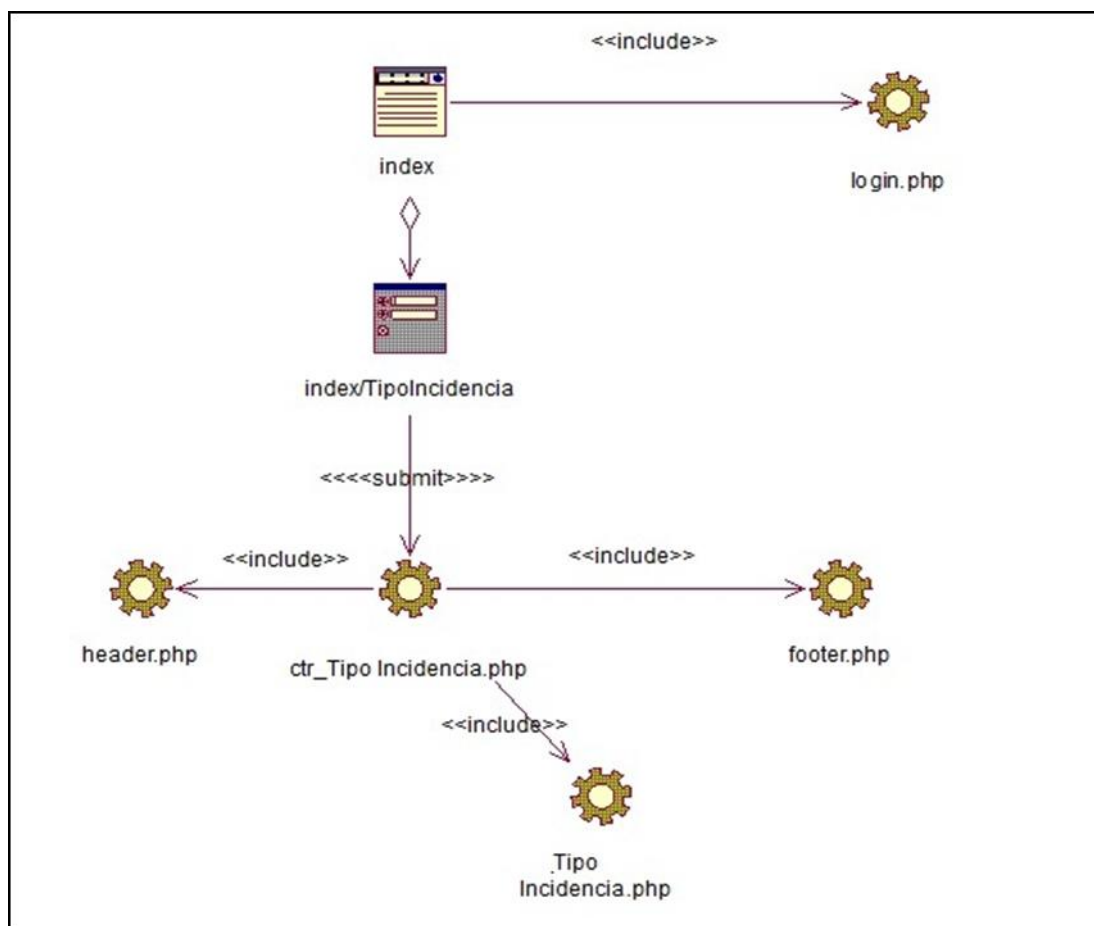 <<include>>
index
login.php
index/TipoIncidencia
<<<<submit>>>>
<<include>>
<<include>>
header.php
ctr_Tipo Incidencia.php
footer.php
<<include>>
Tipo
Incidencia.php